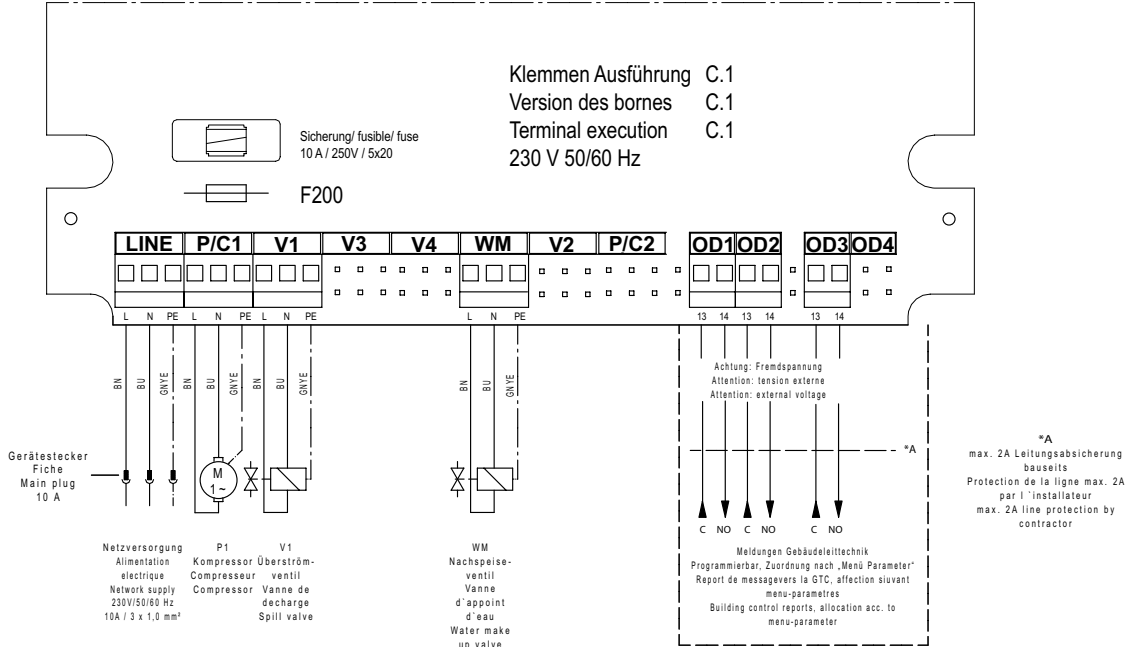 Klemmen Ausführung C.1
Version des bornes C.1
Terminal execution C.1
230 V 50/60 Hz
Sicherung/ fusible/ fuse
10 A / 250V / 5x20
F200
LINE P/C1 V1 V3 V4 WM V2 P/C2 OD1 OD2 OD3 OD4
L N PE L N PE L N PE L N PE 13 14 13 14 13 14
BN BU GNYE BN BU GNYE BN BU GNYE BN BU GNYE
Achtung: Fremdspannung
Attention: tension externe
Attention: external voltage
*A
*A
max. 2A Leitungsabsicherung
bauseits
Protection de la ligne max. 2A
par l ´installateur
max. 2A line protection by
contractor
Gerätestecker
Fiche
Main plug
10 A
M
1 ~
C NO C NO C NO
Netzversorgung
Alimentation
electrique
Network supply
230V/50/60 Hz
10A / 3 x 1,0 mm²
P1
Kompressor
Compresseur
Compressor
V1
Überström-
ventil
Vanne de
decharge
Spill valve
WM
Nachspeise-
ventil
Vanne
d´appoint
d´eau
Water make
up valve
Meldungen Gebäudeleittechnik
Programmierbar, Zuordnung nach „Menü Parameter"
Report de messagevers la GTC, affection siuvant
menu-parametres
Building control reports, allocation acc. to
menu-parameter